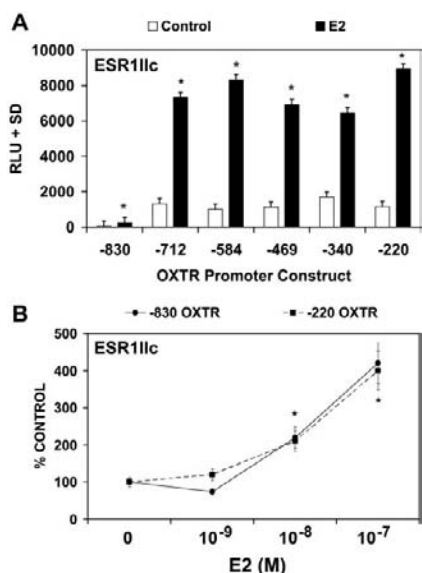 A
Control
E2
10000
ESR1IIc
8000
6000
4000
2000
0
RLU + SD
*
*
*
*
*
*
-830
-712
-584
-469
-340
-220
OXTR Promoter Construct
B
-830 OXTR
-220 OXTR
500
ESR1IIc
400
300
200
100
0
% CONTROL
*
*
0
10-9
10-8
10-7
E2 (M)